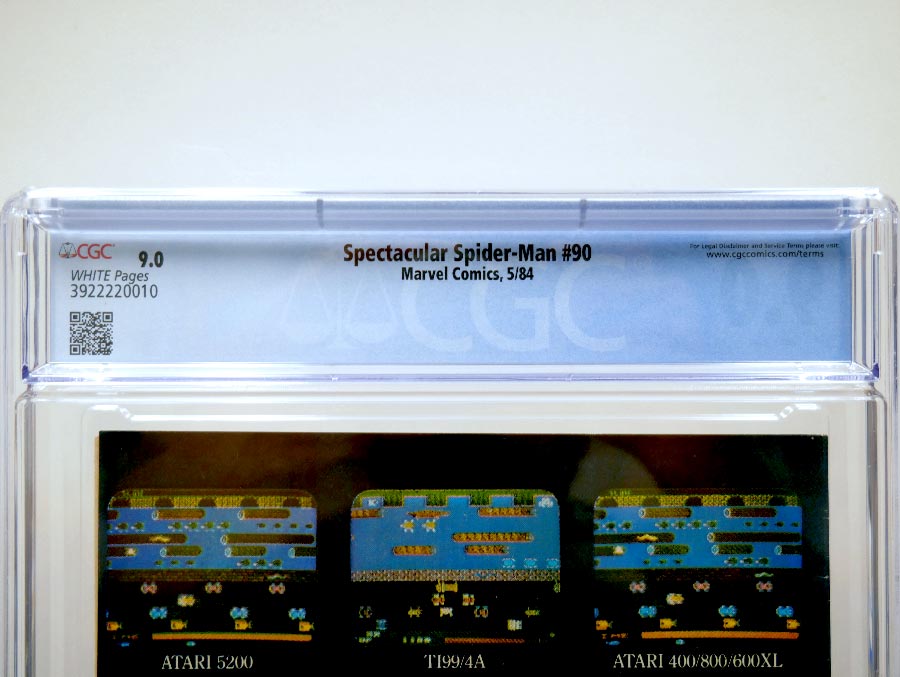 CGC 9.0
WHITE Pages
3922220010
Spectacular Spider-Man #90
Marvel Comics, 5/84
For Legal Disclaimer and Service Terms please visit:
www.cgccomics.com/terms
CGC
ATARI 5200
TI99/4A
ATARI 400/800/600XL